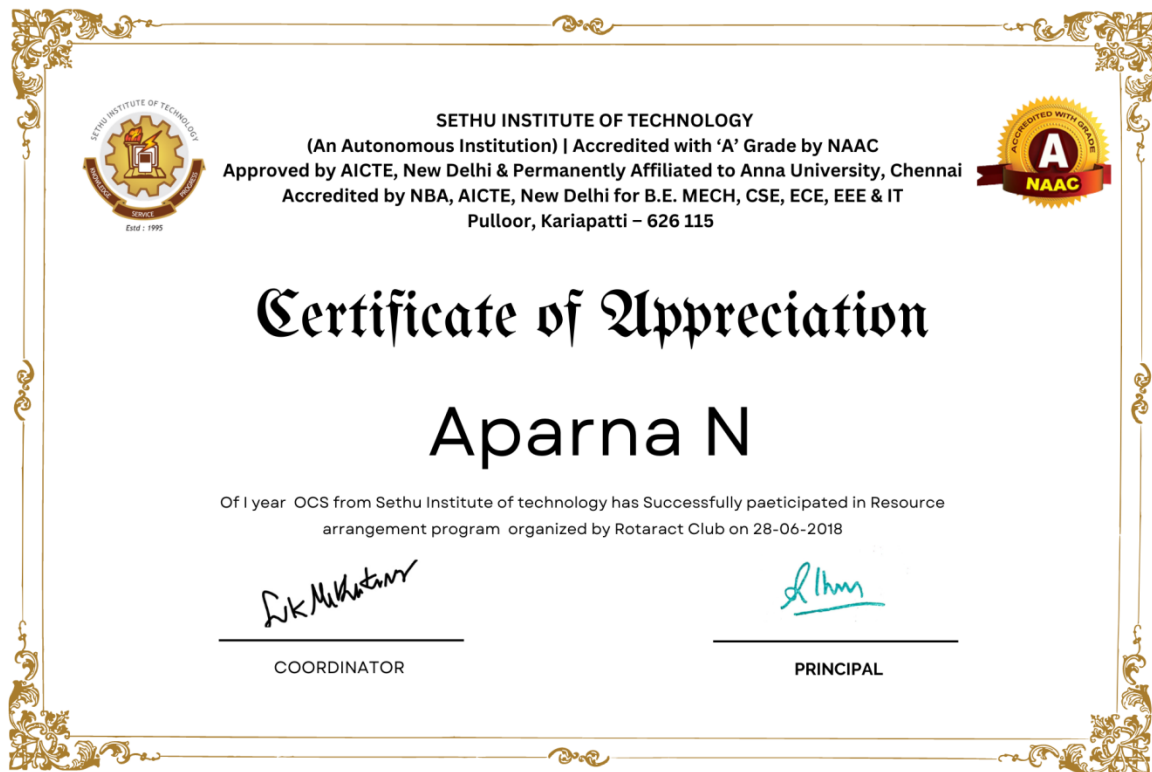 SETHU INSTITUTE OF TECHNOLOGY
KNOWLEDGE
SERVICE
PROGRESS
Estd : 1995
SETHU INSTITUTE OF TECHNOLOGY
(An Autonomous Institution) | Accredited with ‘A’ Grade by NAAC
Approved by AICTE, New Delhi & Permanently Affiliated to Anna University, Chennai
Accredited by NBA, AICTE, New Delhi for B.E. MECH, CSE, ECE, EEE & IT
Pulloor, Kariapatti – 626 115
ACCREDITED WITH GRADE
A
NAAC
Certificate of Appreciation
Aparna N
Of I year OCS from Sethu Institute of technology has Successfully paeticipated in Resource
arrangement program organized by Rotaract Club on 28-06-2018
COORDINATOR
PRINCIPAL